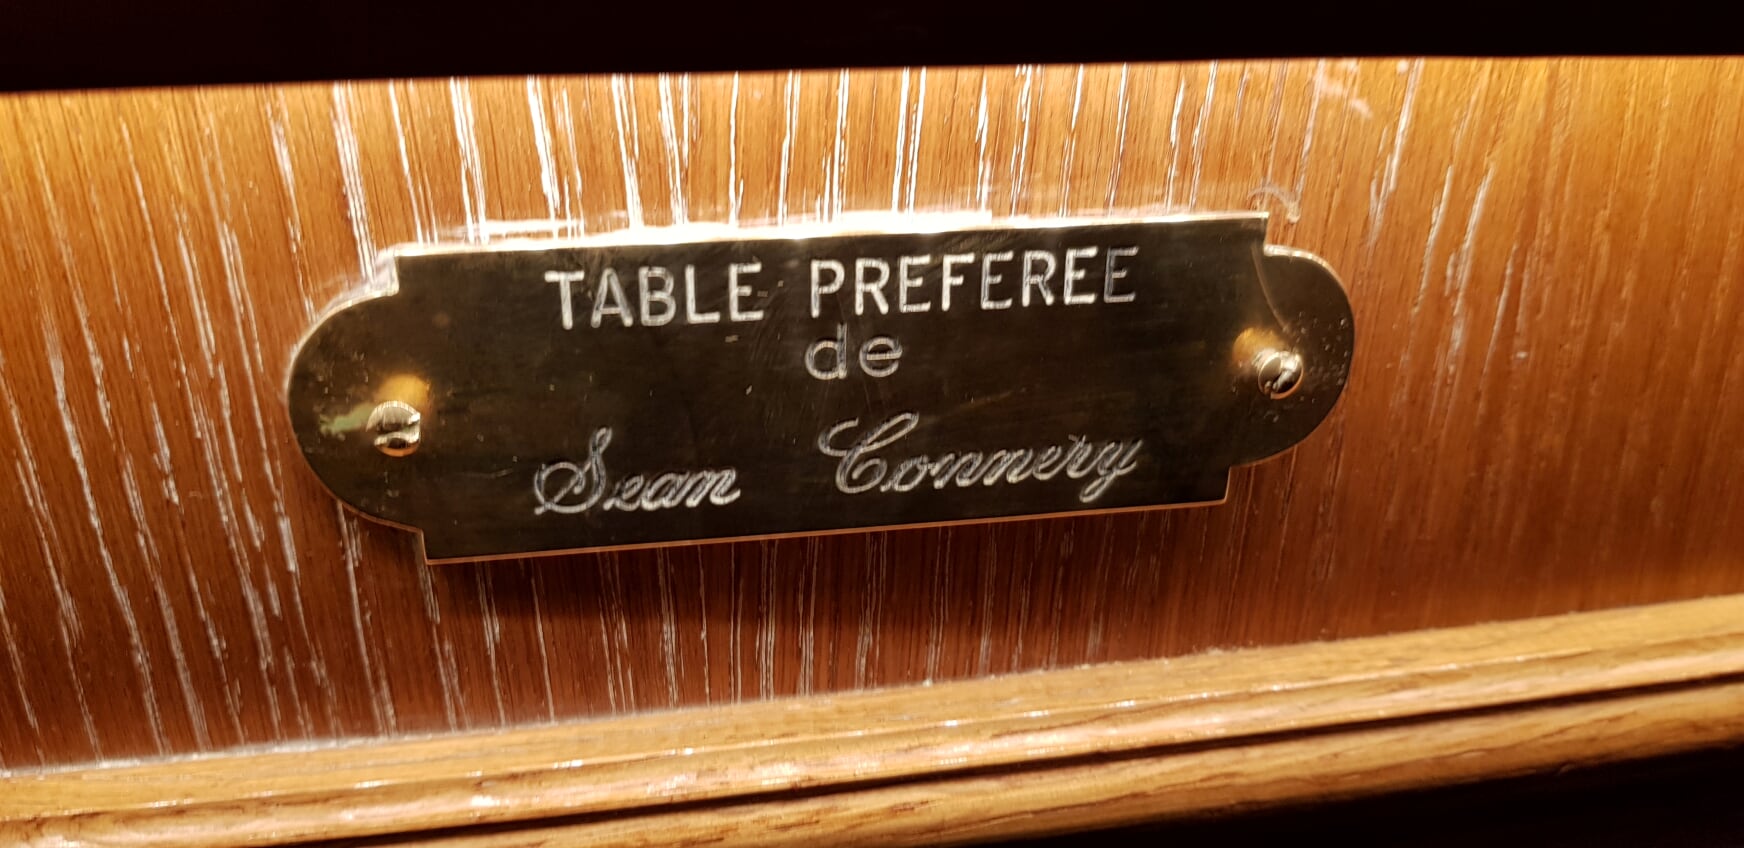 TABLE PREFEREE
de
Sean Connery